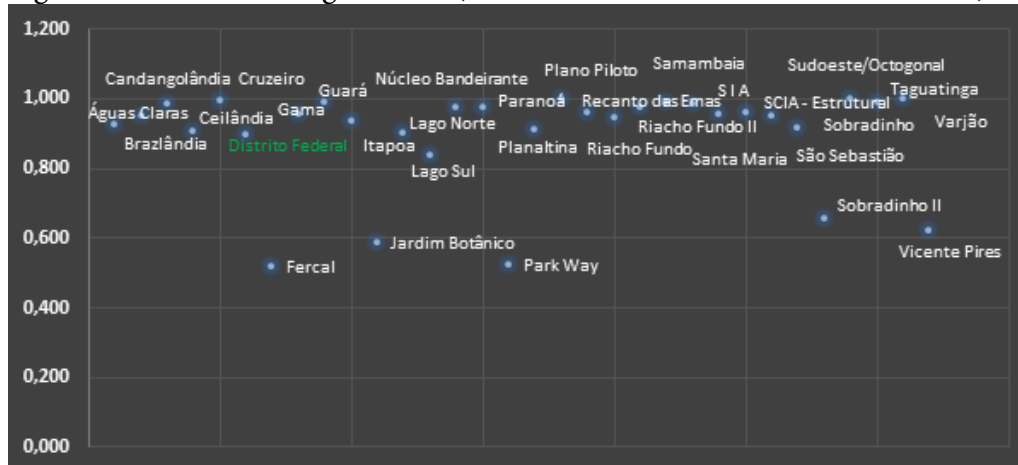 1,200
Plano Piloto Samambaia Sudoeste/Octogonal
Candangolândia Cruzeiro Guará Núcleo Bandeirante S I A Taguatinga
1,000
Águas Claras Ceilândia Gama Lago Norte Paranoá Recanto das Emas SCIA - Estrutural
Riacho Fundo II Sobradinho Varjão
Brazlândia Distrito Federal Itapoa Planaltina Riacho Fundo Santa Maria São Sebastião
0,800
Lago Sul
Sobradinho II
0,600
Jardim Botânico Vicente Pires
Fercal Park Way
0,400
0,200
0,000